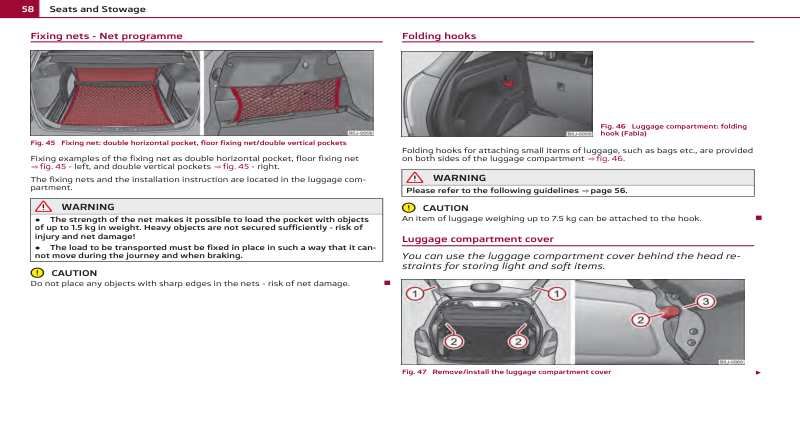 58 Seats and Stowage
Fixing nets - Net programme
B5J-0059H
Fig. 45 Fixing net: double horizontal pocket, floor fixing net/double vertical pockets
Fixing examples of the fixing net as double horizontal pocket, floor fixing net
⇒ fig. 45 - left, and double vertical pockets ⇒ fig. 45 - right.
The fixing nets and the installation instruction are located in the luggage com-
partment.
WARNING
● The strength of the net makes it possible to load the pocket with objects
of up to 1.5 kg in weight. Heavy objects are not secured sufficiently - risk of
injury and net damage!
● The load to be transported must be fixed in place in such a way that it can-
not move during the journey and when braking.
CAUTION
Do not place any objects with sharp edges in the nets - risk of net damage.
Folding hooks
Fig. 46 Luggage compartment: folding
hook (Fabia)
Folding hooks for attaching small items of luggage, such as bags etc., are provided
on both sides of the luggage compartment ⇒ fig. 46.
WARNING
Please refer to the following guidelines ⇒ page 56.
CAUTION
An item of luggage weighing up to 7.5 kg can be attached to the hook.
Luggage compartment cover
You can use the luggage compartment cover behind the head re-
straints for storing light and soft items.
1 1
2 2
2 3
Fig. 47 Remove/install the luggage compartment cover